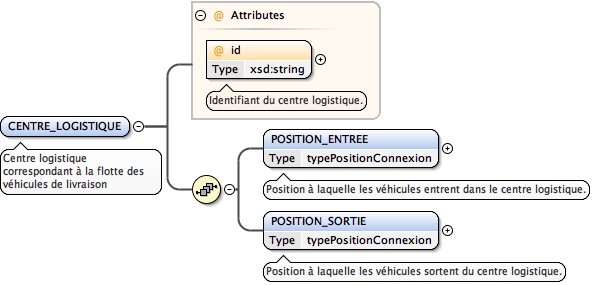 @ Attributes
@ id
Type xsd:string
Identifiant du centre logistique.
CENTRE_LOGISTIQUE
Centre logistique
correspondant à la flotte des
véhicules de livraison
POSITION_ENTREE
Type typePositionConnexion
Position à laquelle les véhicules entrent dans le centre logistique.
POSITION_SORTIE
Type typePositionConnexion
Position à laquelle les véhicules sortent du centre logistique.